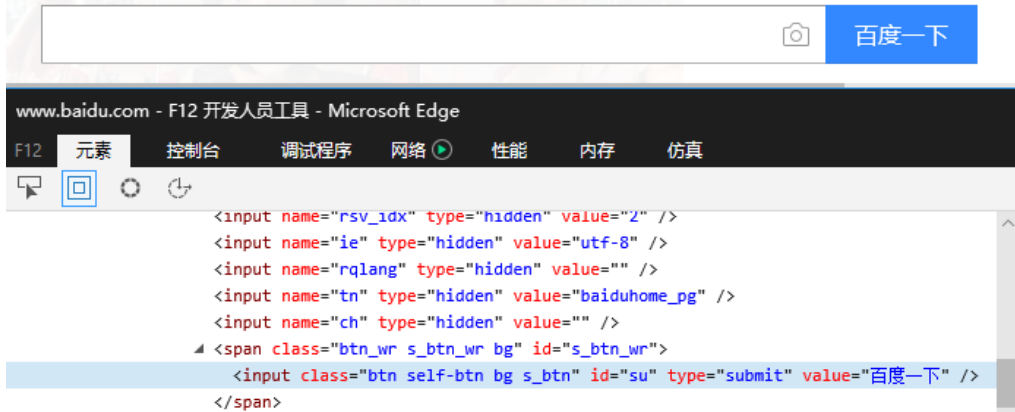 百度一下
www.baidu.com - F12 开发人员工具 - Microsoft Edge
F12 元素 控制台 调试程序 网络 性能 内存 仿真
<input name="rsv_idx" type="hidden" value="2" />
<input name="ie" type="hidden" value="utf-8" />
<input name="rqlang" type="hidden" value="" />
<input name="tn" type="hidden" value="baiduhome_pg" />
<input name="ch" type="hidden" value="" />
<span class="btn_wr s_btn_wr bg" id="s_btn_wr">
<input class="btn self-btn bg s_btn" id="su" type="submit" value="百度一下" />
</span>